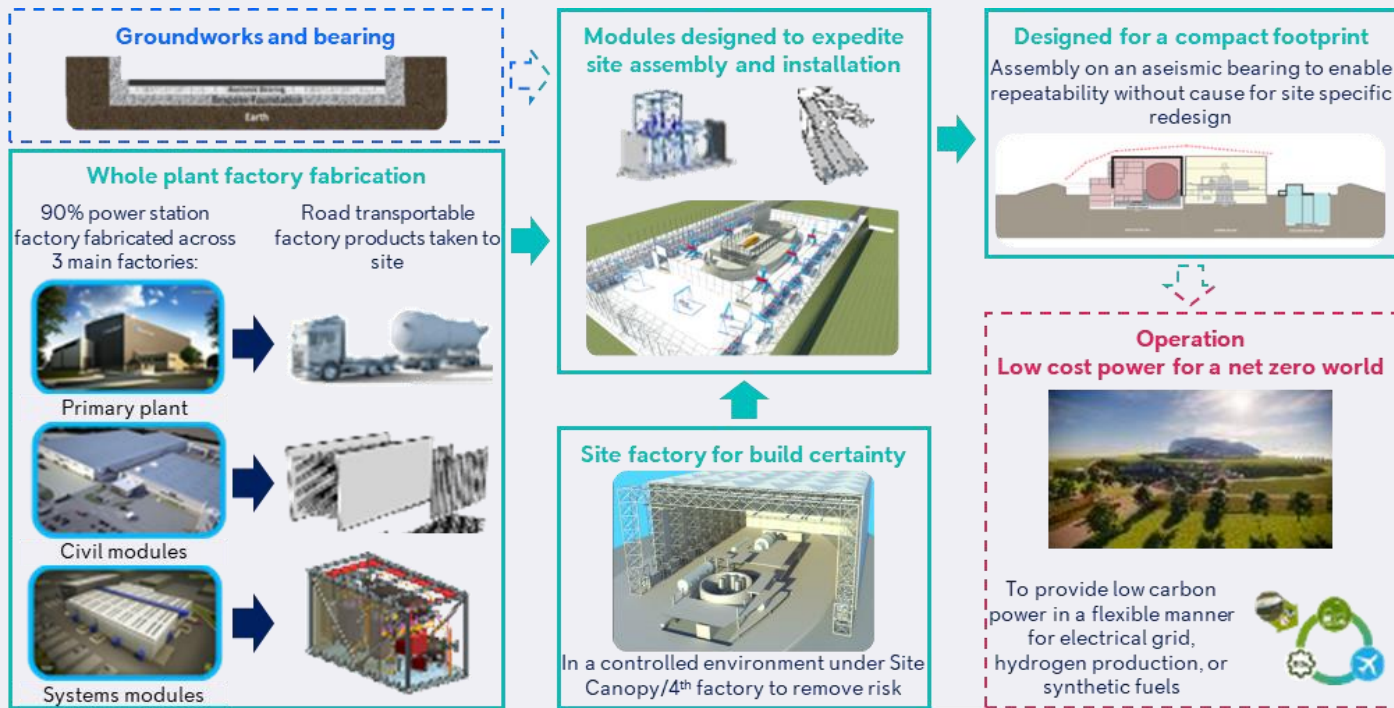 Groundworks and bearing
Aseismic Bearing
Bespoke Foundation
Earth
Whole plant factory fabrication
90% power station
factory fabricated across
3 main factories:
Road transportable
factory products taken to
site
Primary plant
Civil modules
Systems modules
Modules designed to expedite
site assembly and installation
Site factory for build certainty
In a controlled environment under Site
Canopy/4th factory to remove risk
Designed for a compact footprint
Assembly on an aseismic bearing to enable
repeatability without cause for site specific
redesign
Operation
Low cost power for a net zero world
To provide low carbon
power in a flexible manner
for electrical grid,
hydrogen production, or
synthetic fuels